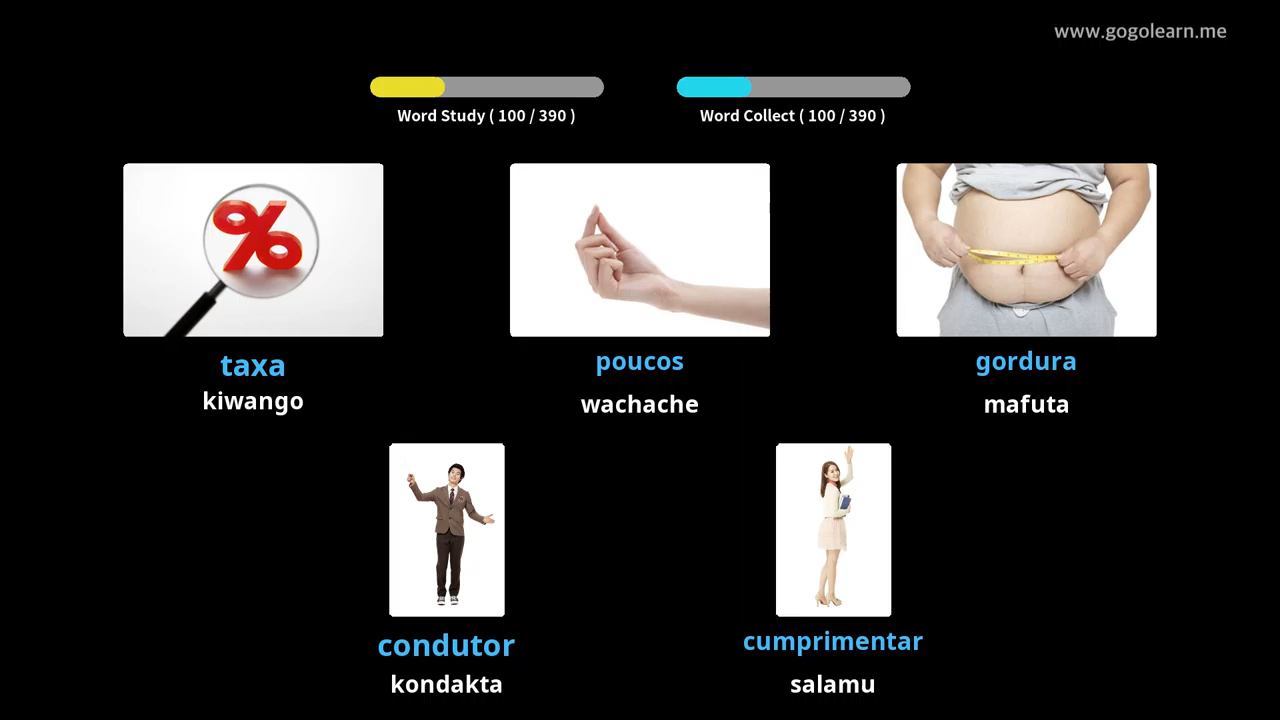 www.gogolearn.me
Word Study ( 100 / 390 )
Word Collect ( 100 / 390 )
%
taxa
kiwango
poucos
wachache
gordura
mafuta
condutor
kondakta
cumprimentar
salamu